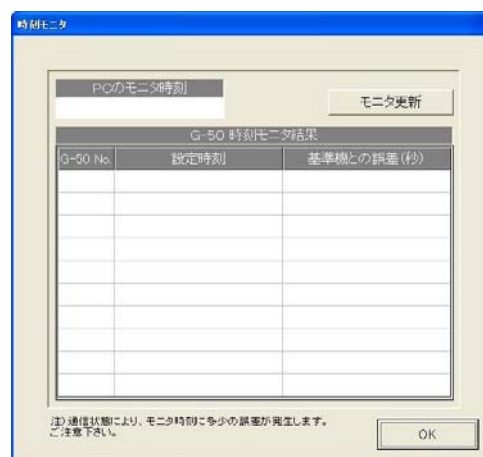 時刻モニタ
PCのモニタ時刻
モニタ更新
G-50 時刻モニタ結果
G-50 No. 設定時刻 基準機との誤差(秒)
注)通信状態により、モニタ時刻に多少の誤差が発生します。
ご注意下さい。
OK